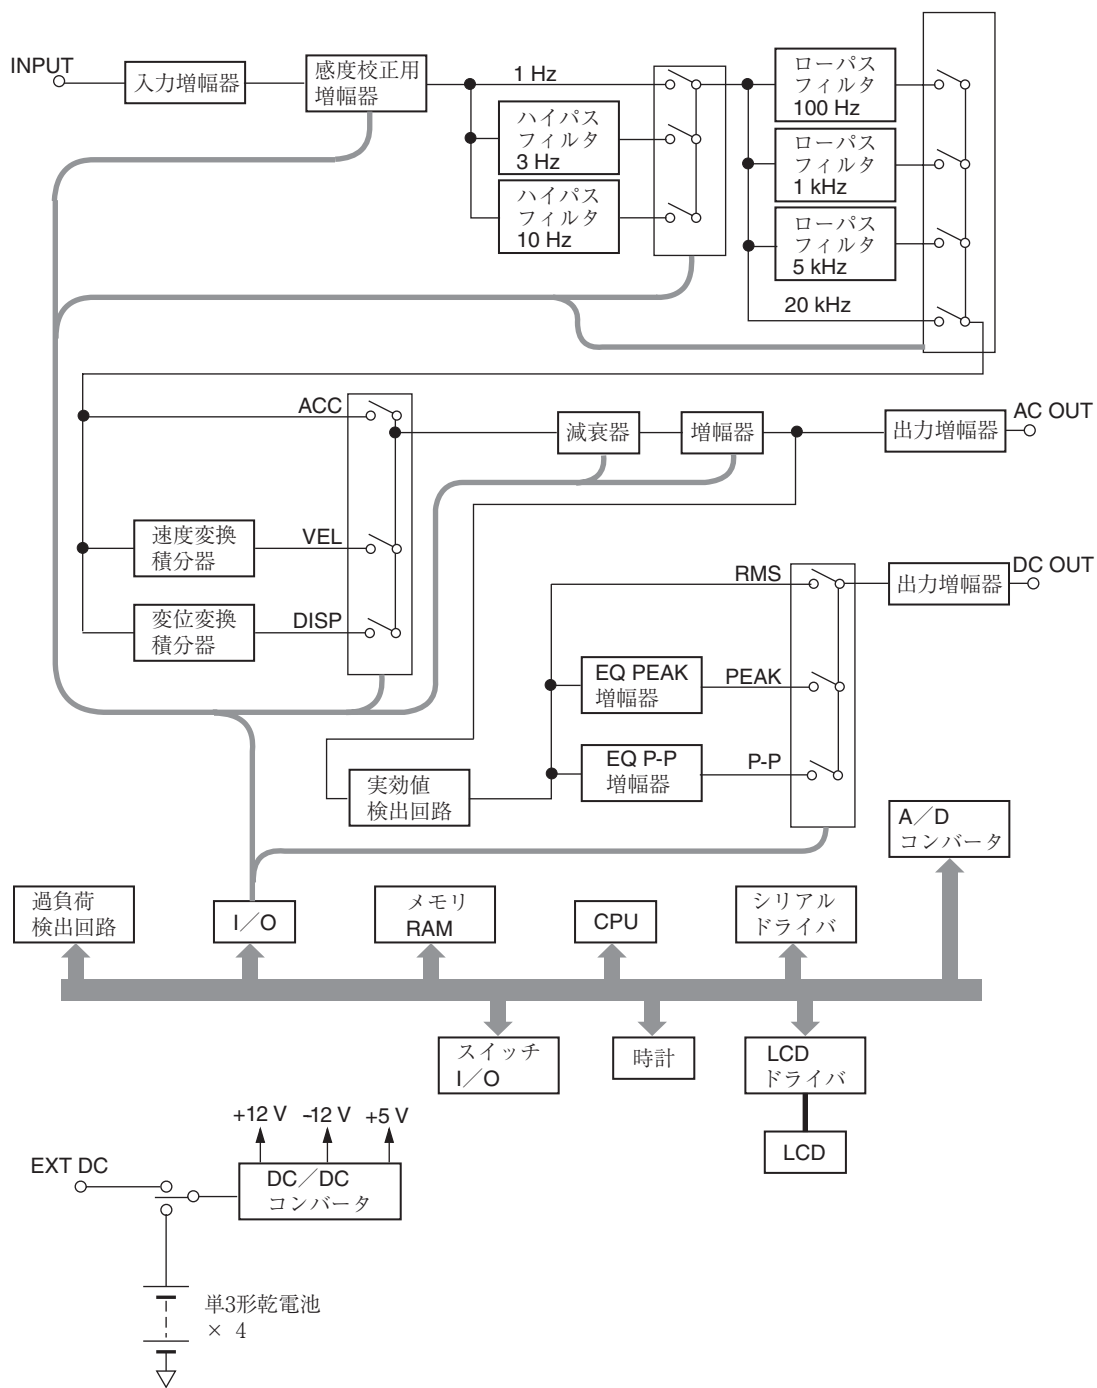 INPUT
入力増幅器
感度校正用
増幅器
1 Hz
ハイパス
フィルタ
3 Hz
ハイパス
フィルタ
10 Hz
ローパス
フィルタ
100 Hz
ローパス
フィルタ
1 kHz
ローパス
フィルタ
5 kHz
20 kHz
ACC
減衰器
増幅器
出力増幅器
AC OUT
速度変換
積分器
VEL
変位変換
積分器
DISP
RMS
出力増幅器
DC OUT
EQ PEAK
増幅器
PEAK
EQ P-P
増幅器
P-P
実効値
検出回路
A／D
コンバータ
過負荷
検出回路
I／O
メモリ
RAM
CPU
シリアル
ドライバ
スイッチ
I／O
時計
LCD
ドライバ
LCD
+12 V
-12 V
+5 V
EXT DC
DC／DC
コンバータ
単3形乾電池
× 4